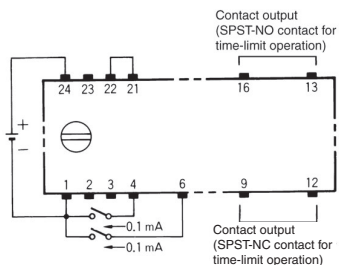 Contact output
(SPST-NO contact for
time-limit operation)
24 23 22 21 16 13
+
−
1 2 3 4 6 9 12
0.1 mA
0.1 mA
Contact output
(SPST-NC contact for
time-limit operation)